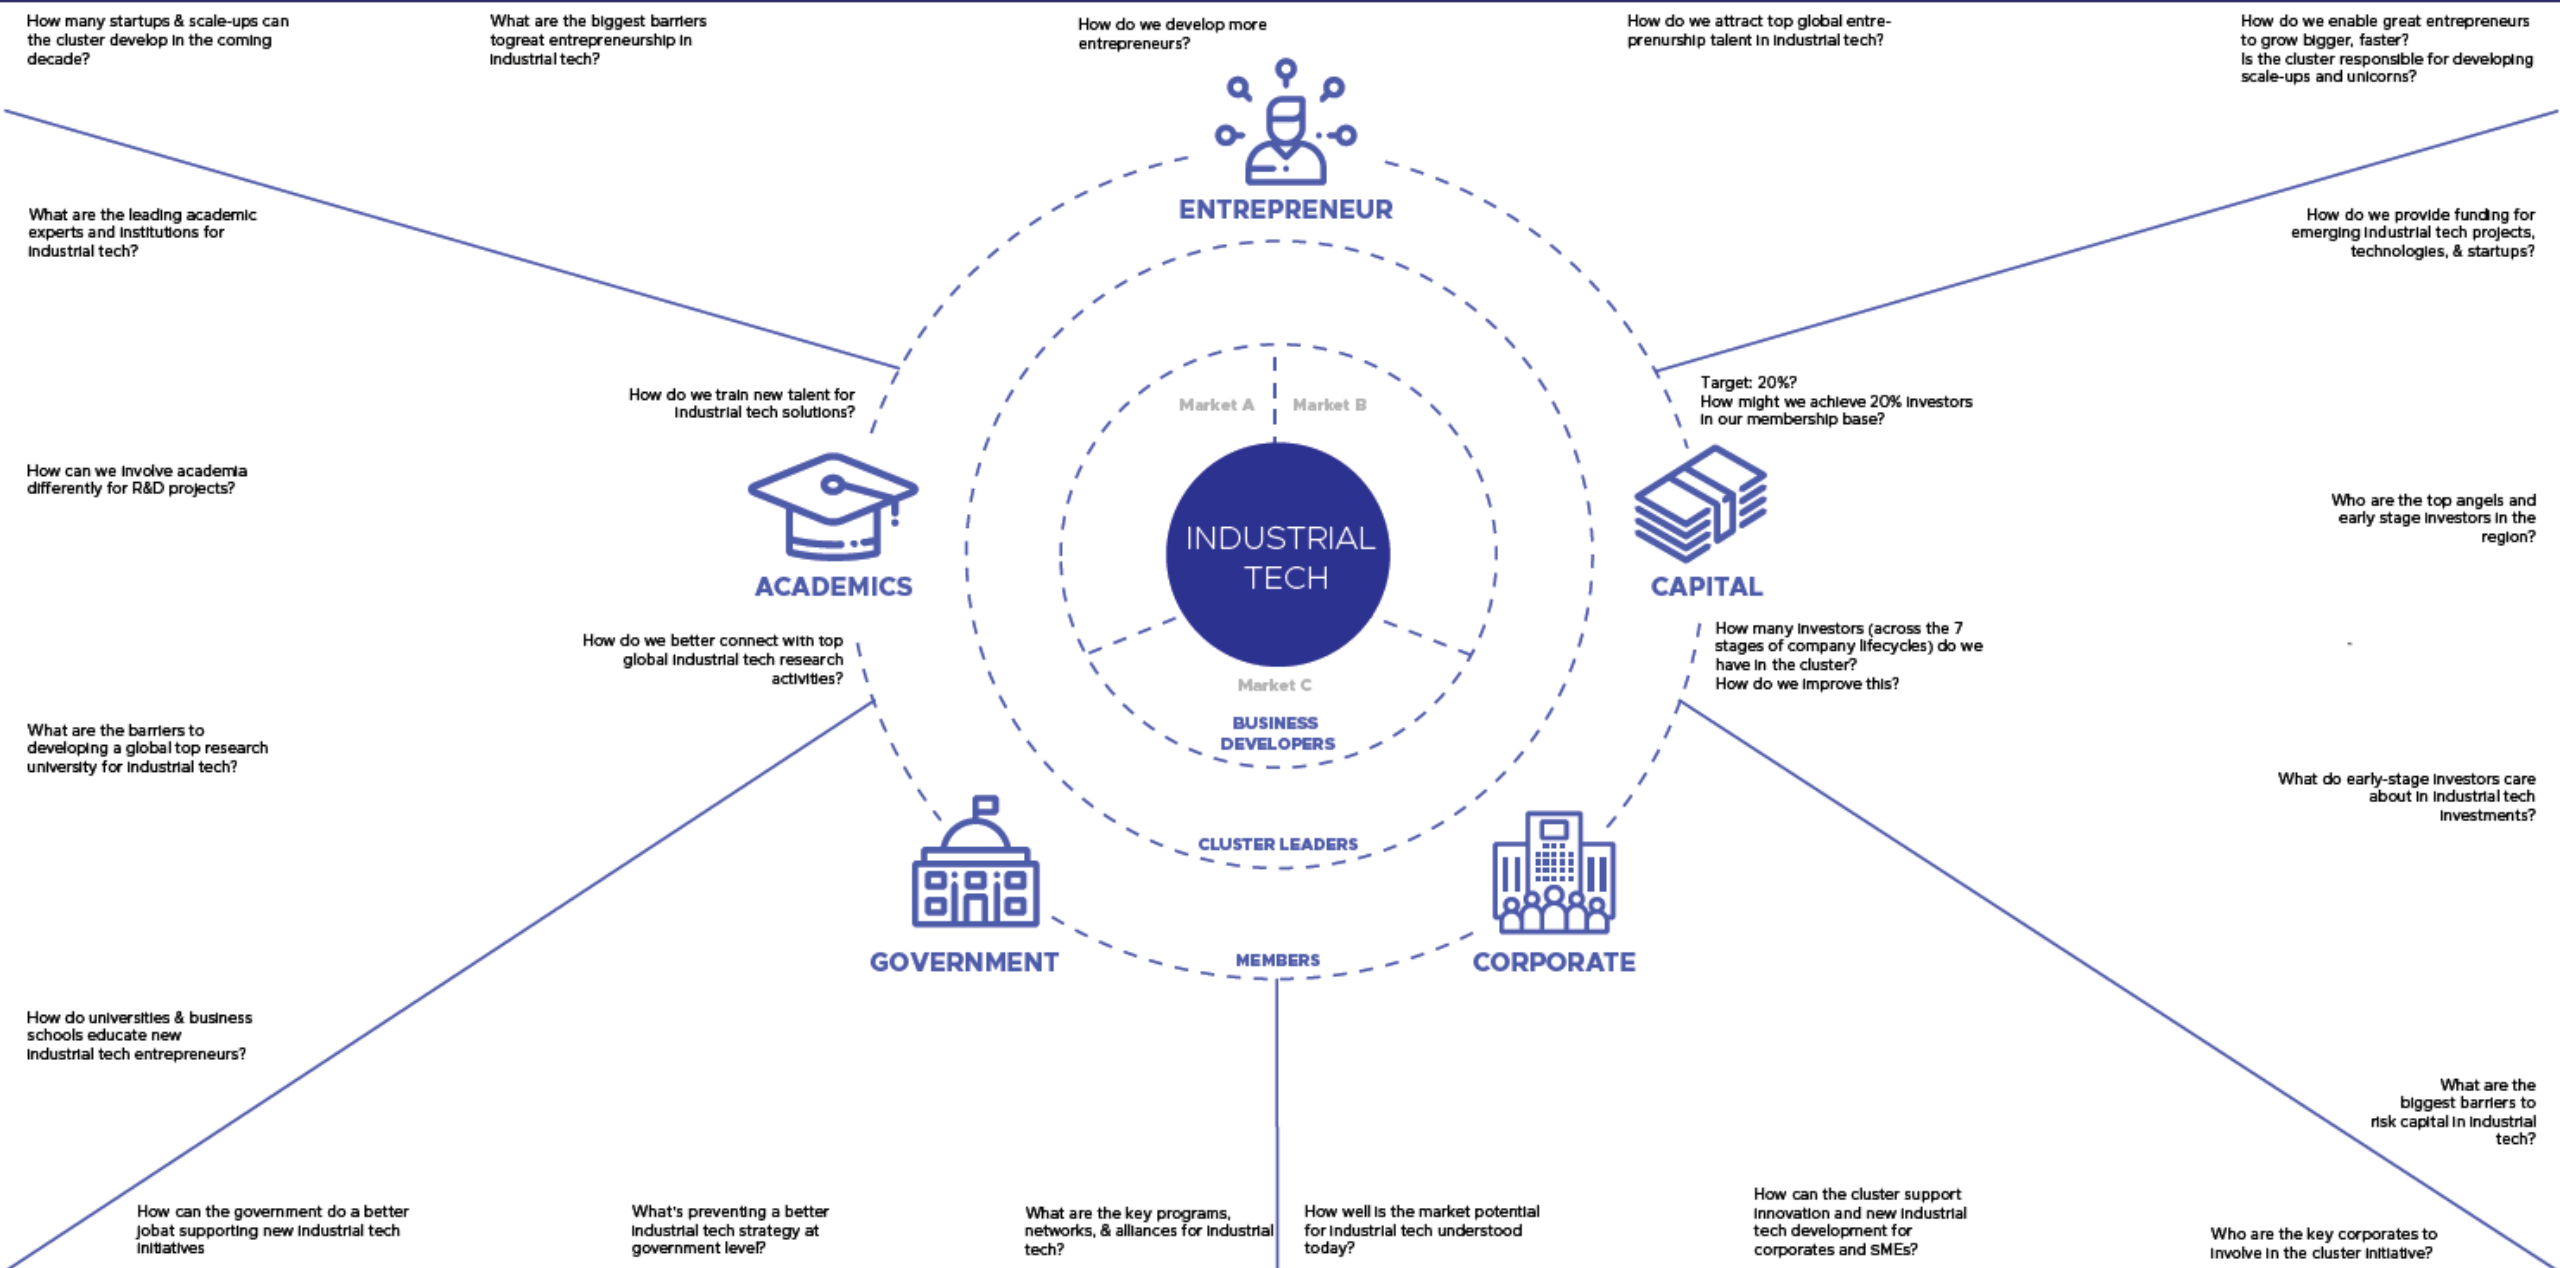 How many startups & scale-ups can
the cluster develop in the coming
decade?
What are the biggest barriers
togreat entrepreneurship in
industrial tech?
How do we develop more
entrepreneurs?
How do we attract top global entre-
prenurship talent in industrial tech?
How do we enable great entrepreneurs
to grow bigger, faster?
Is the cluster responsible for developing
scale-ups and unicorns?
ENTREPRENEUR
What are the leading academic
experts and institutions for
industrial tech?
How do we provide funding for
emerging industrial tech projects,
technologies, & startups?
How do we train new talent for
industrial tech solutions?
Market A
Market B
Target: 20%?
How might we achieve 20% investors
in our membership base?
How can we involve academia
differently for R&D projects?
ACADEMICS
INDUSTRIAL
TECH
CAPITAL
Who are the top angels and
early stage investors in the
region?
How do we better connect with top
global industrial tech research
activities?
How many investors (across the 7
stages of company lifecycles) do we
have in the cluster?
How do we improve this?
-
Market C
BUSINESS
DEVELOPERS
What are the barriers to
developing a global top research
university for industrial tech?
What do early-stage investors care
about in industrial tech
investments?
CLUSTER LEADERS
GOVERNMENT
MEMBERS
CORPORATE
How do universities & business
schools educate new
industrial tech entrepreneurs?
What are the
biggest barriers to
risk capital in industrial
tech?
How can the government do a better
jobat supporting new industrial tech
initiatives
What's preventing a better
industrial tech strategy at
government level?
What are the key programs,
networks, & alliances for industrial
tech?
How well is the market potential
for industrial tech understood
today?
How can the cluster support
innovation and new industrial
tech development for
corporates and SMEs?
Who are the key corporates to
involve in the cluster initiative?